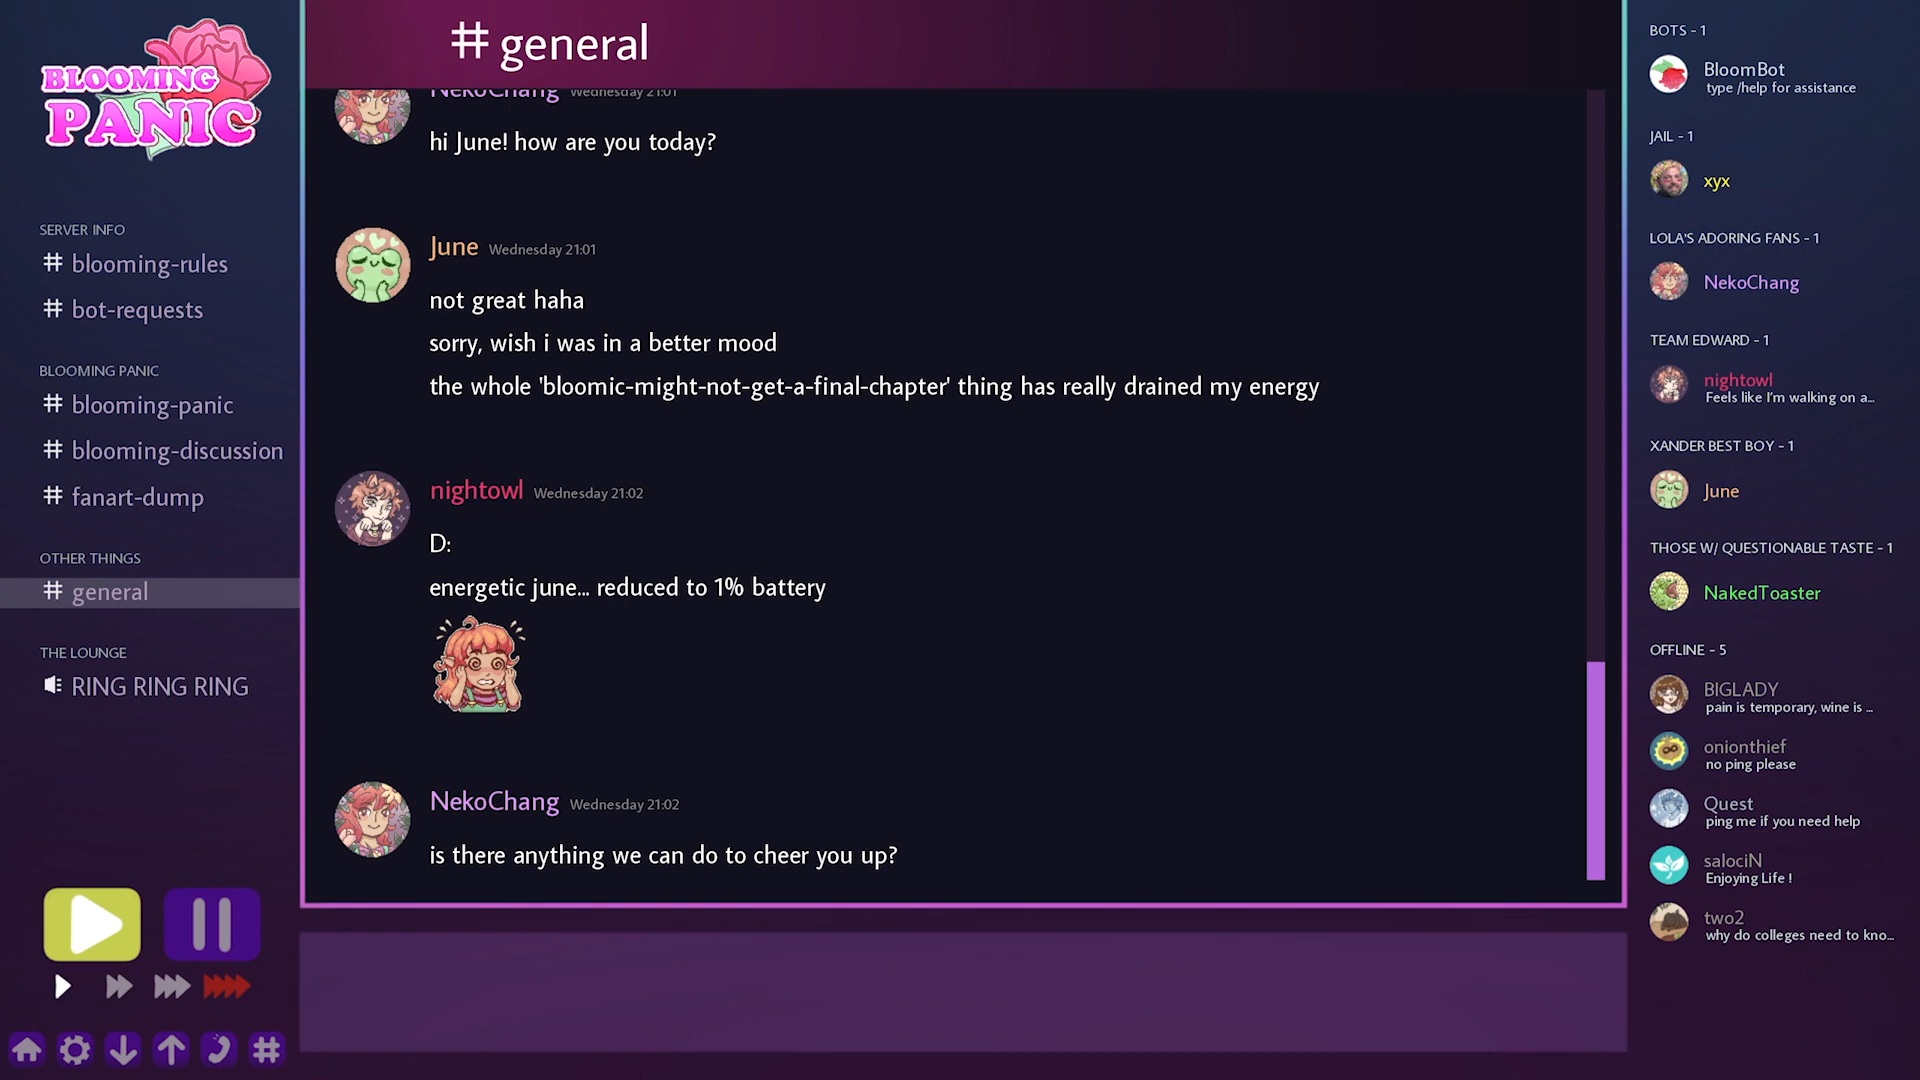 BLOOMING
PANIC
SERVER INFO
# blooming-rules
# bot-requests
BLOOMING PANIC
# blooming-panic
# blooming-discussion
# fanart-dump
OTHER THINGS
# general
THE LOUNGE
RING RING RING
# general
NekoChang Wednesday 21:01
hi June! how are you today?
June Wednesday 21:01
not great haha
sorry, wish i was in a better mood
the whole 'bloomic-might-not-get-a-final-chapter' thing has really drained my energy
nightowl Wednesday 21:02
D:
energetic june... reduced to 1% battery
NekoChang Wednesday 21:02
is there anything we can do to cheer you up?
BOTS - 1
BloomBot
type /help for assistance
JAIL - 1
xyx
LOLA'S ADORING FANS - 1
NekoChang
TEAM EDWARD - 1
nightowl
Feels like I'm walking on a...
XANDER BEST BOY - 1
June
THOSE W/ QUESTIONABLE TASTE - 1
NakedToaster
OFFLINE - 5
BIGLADY
pain is temporary, wine is ...
onionthief
no ping please
Quest
ping me if you need help
salociN
Enjoying Life !
two2
why do colleges need to kno...